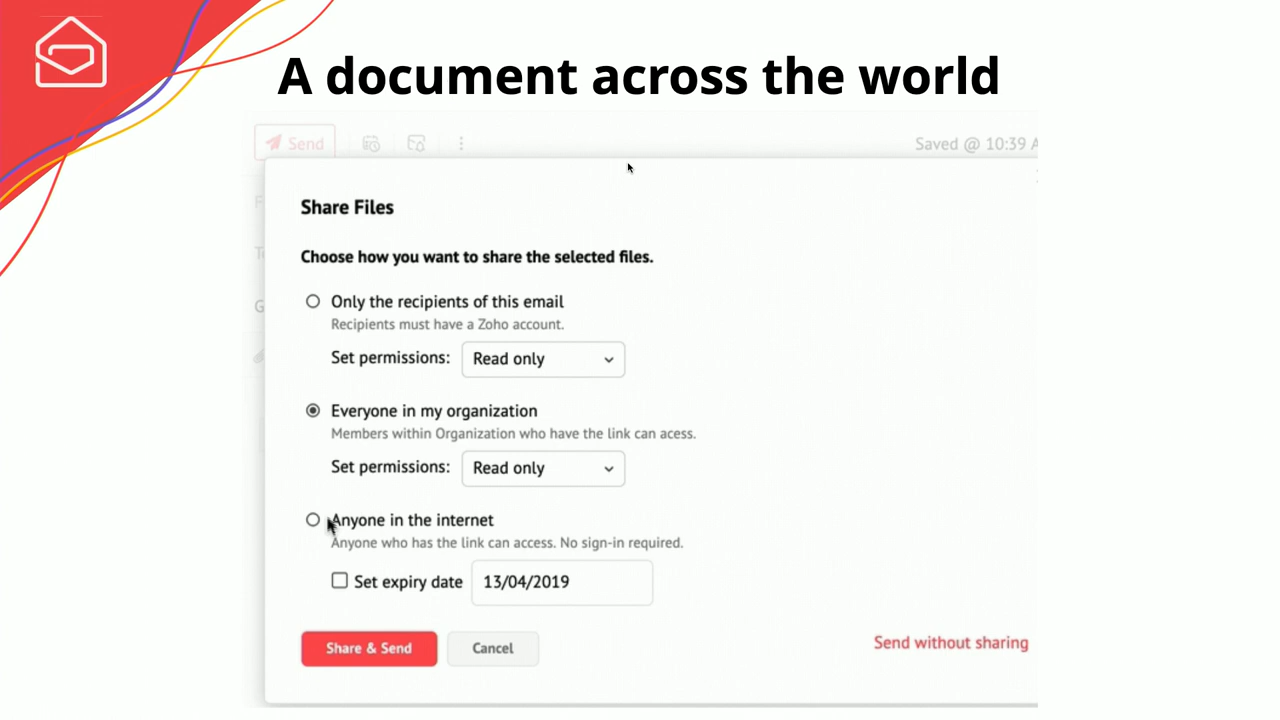 A document across the world
Send
Saved @ 10:39 A
Share Files
Choose how you want to share the selected files.
Only the recipients of this email
Recipients must have a Zoho account.
Set permissions: Read only
Everyone in my organization
Members within Organization who have the link can acess.
Set permissions: Read only
Anyone in the internet
Anyone who has the link can access. No sign-in required.
Set expiry date 13/04/2019
Share & Send Cancel Send without sharing